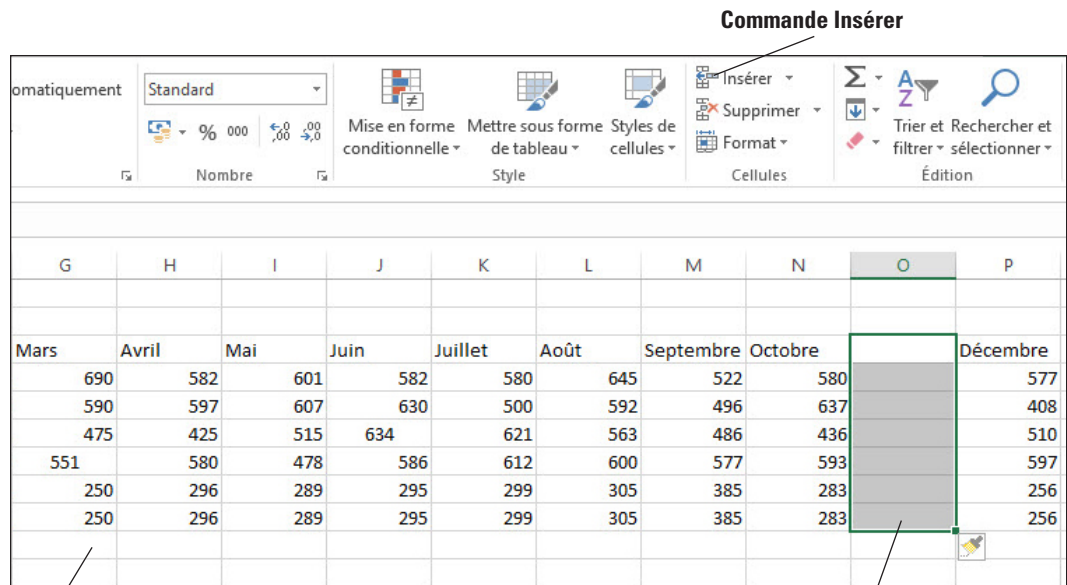 Commande Insérer
omatiquement
Standard
% 000 ,00 ,00
,0
Mise en forme conditionnelle
Mettre sous forme de tableau
Styles de cellules
Insérer
Supprimer
Format
Σ
A
Z
Trier et filtrer
Rechercher et sélectionner
Nombre
Style
Cellules
Édition
G H I J K L M N O P
Mars Avril Mai Juin Juillet Août Septembre Octobre Décembre
690 582 601 582 580 645 522 580 577
590 597 607 630 500 592 496 637 408
475 425 515 634 621 563 486 436 510
551 580 478 586 612 600 577 593 597
250 296 289 295 299 305 385 283 256
250 296 289 295 299 305 385 283 256